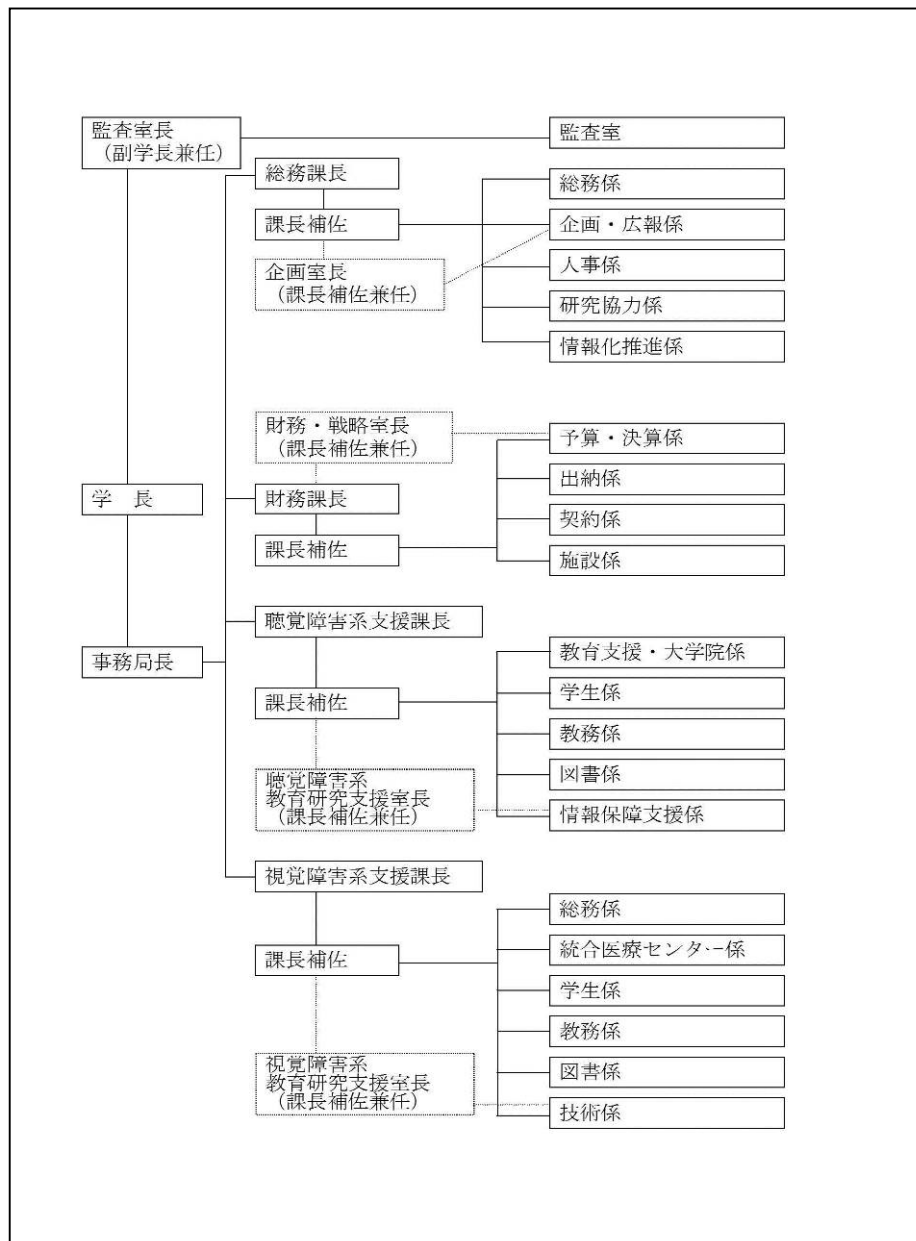 監査室長
（副学長兼任）
監査室
総務課長
総務係
課長補佐
企画・広報係
企画室長
（課長補佐兼任）
人事係
研究協力係
情報化推進係
財務・戦略室長
（課長補佐兼任）
予算・決算係
学　長
財務課長
出納係
契約係
課長補佐
施設係
聴覚障害系支援課長
事務局長
教育支援・大学院係
課長補佐
学生係
教務係
聴覚障害系
教育研究支援室長
（課長補佐兼任）
図書係
情報保障支援係
視覚障害系支援課長
総務係
課長補佐
統合医療センター係
学生係
教務係
視覚障害系
教育研究支援室長
（課長補佐兼任）
図書係
技術係